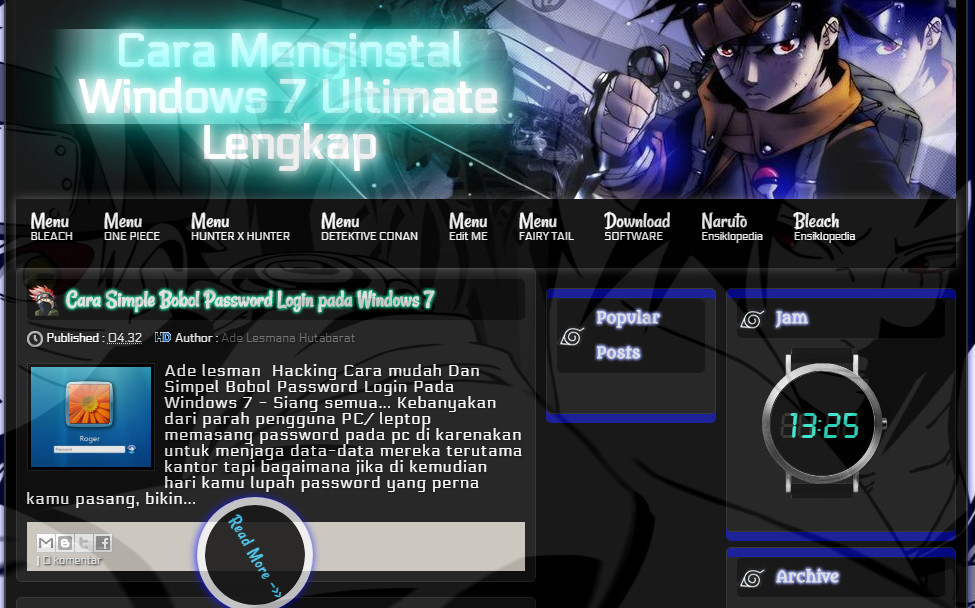 Cara Menginstal
Windows 7 Ultimate
Lengkap
Menu
BLEACH
Menu
ONE PIECE
Menu
HUNTER X HUNTER
Menu
DETEKTIVE CONAN
Menu
Edit ME
Menu
FAIRY TAIL
Download
SOFTWARE
Naruto
Ensiklopedia
Bleach
Ensiklopedia
Cara Simple Bobol Password Login pada Windows 7
Published : 04.32 HD Author : Ade Lesmana Hutabarat
Ade lesman Hacking Cara mudah Dan
Simpel Bobol Password Login Pada
Windows 7 - Siang semua... Kebanyakan
dari parah pengguna PC/ leptop
memasang password pada pc di karenakan
untuk menjaga data-data mereka terutama
kantor tapi bagaimana jika di kemudian
hari kamu lupah password yang perna
kamu pasang, bikin...
Roger
Read More ->>
| 0 komentar
Popular
Posts
Jam
13:25
Archive